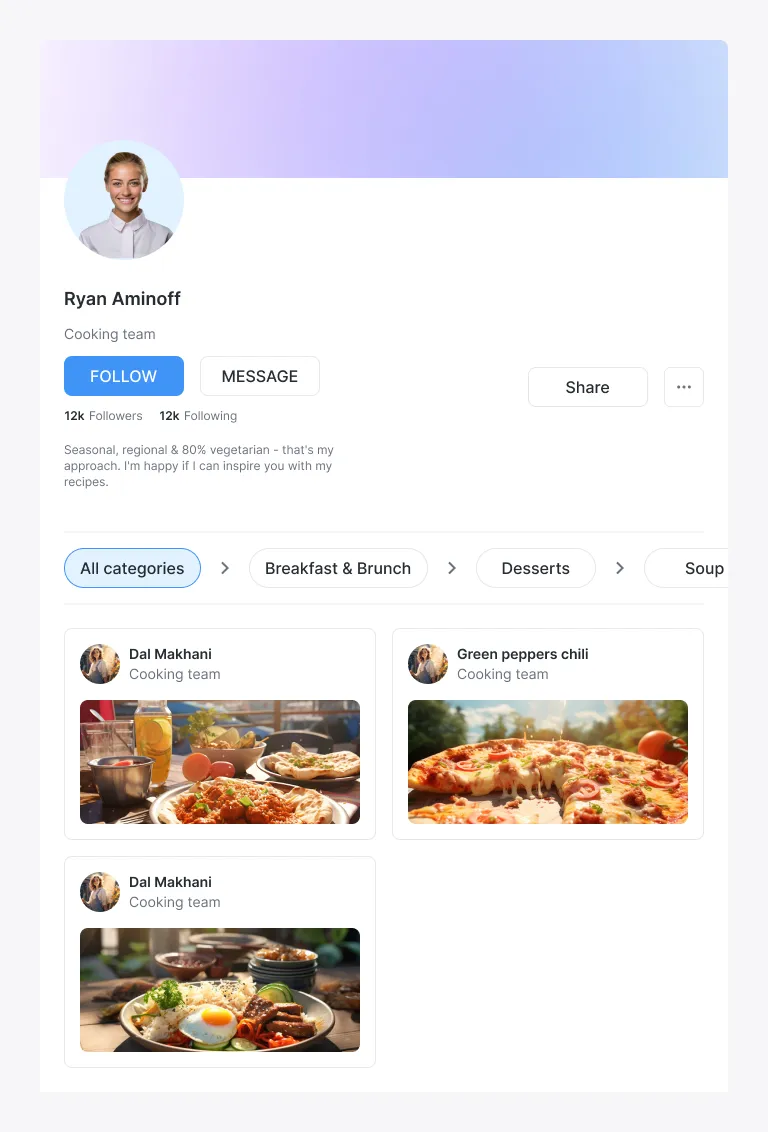 Ryan Aminoff
Cooking team
FOLLOW
MESSAGE
Share
12k Followers 12k Following
Seasonal, regional & 80% vegetarian - that's my
approach. I'm happy if I can inspire you with my
recipes.
All categories
Breakfast & Brunch
Desserts
Soup
Dal Makhani
Cooking team
Green peppers chili
Cooking team
Dal Makhani
Cooking team